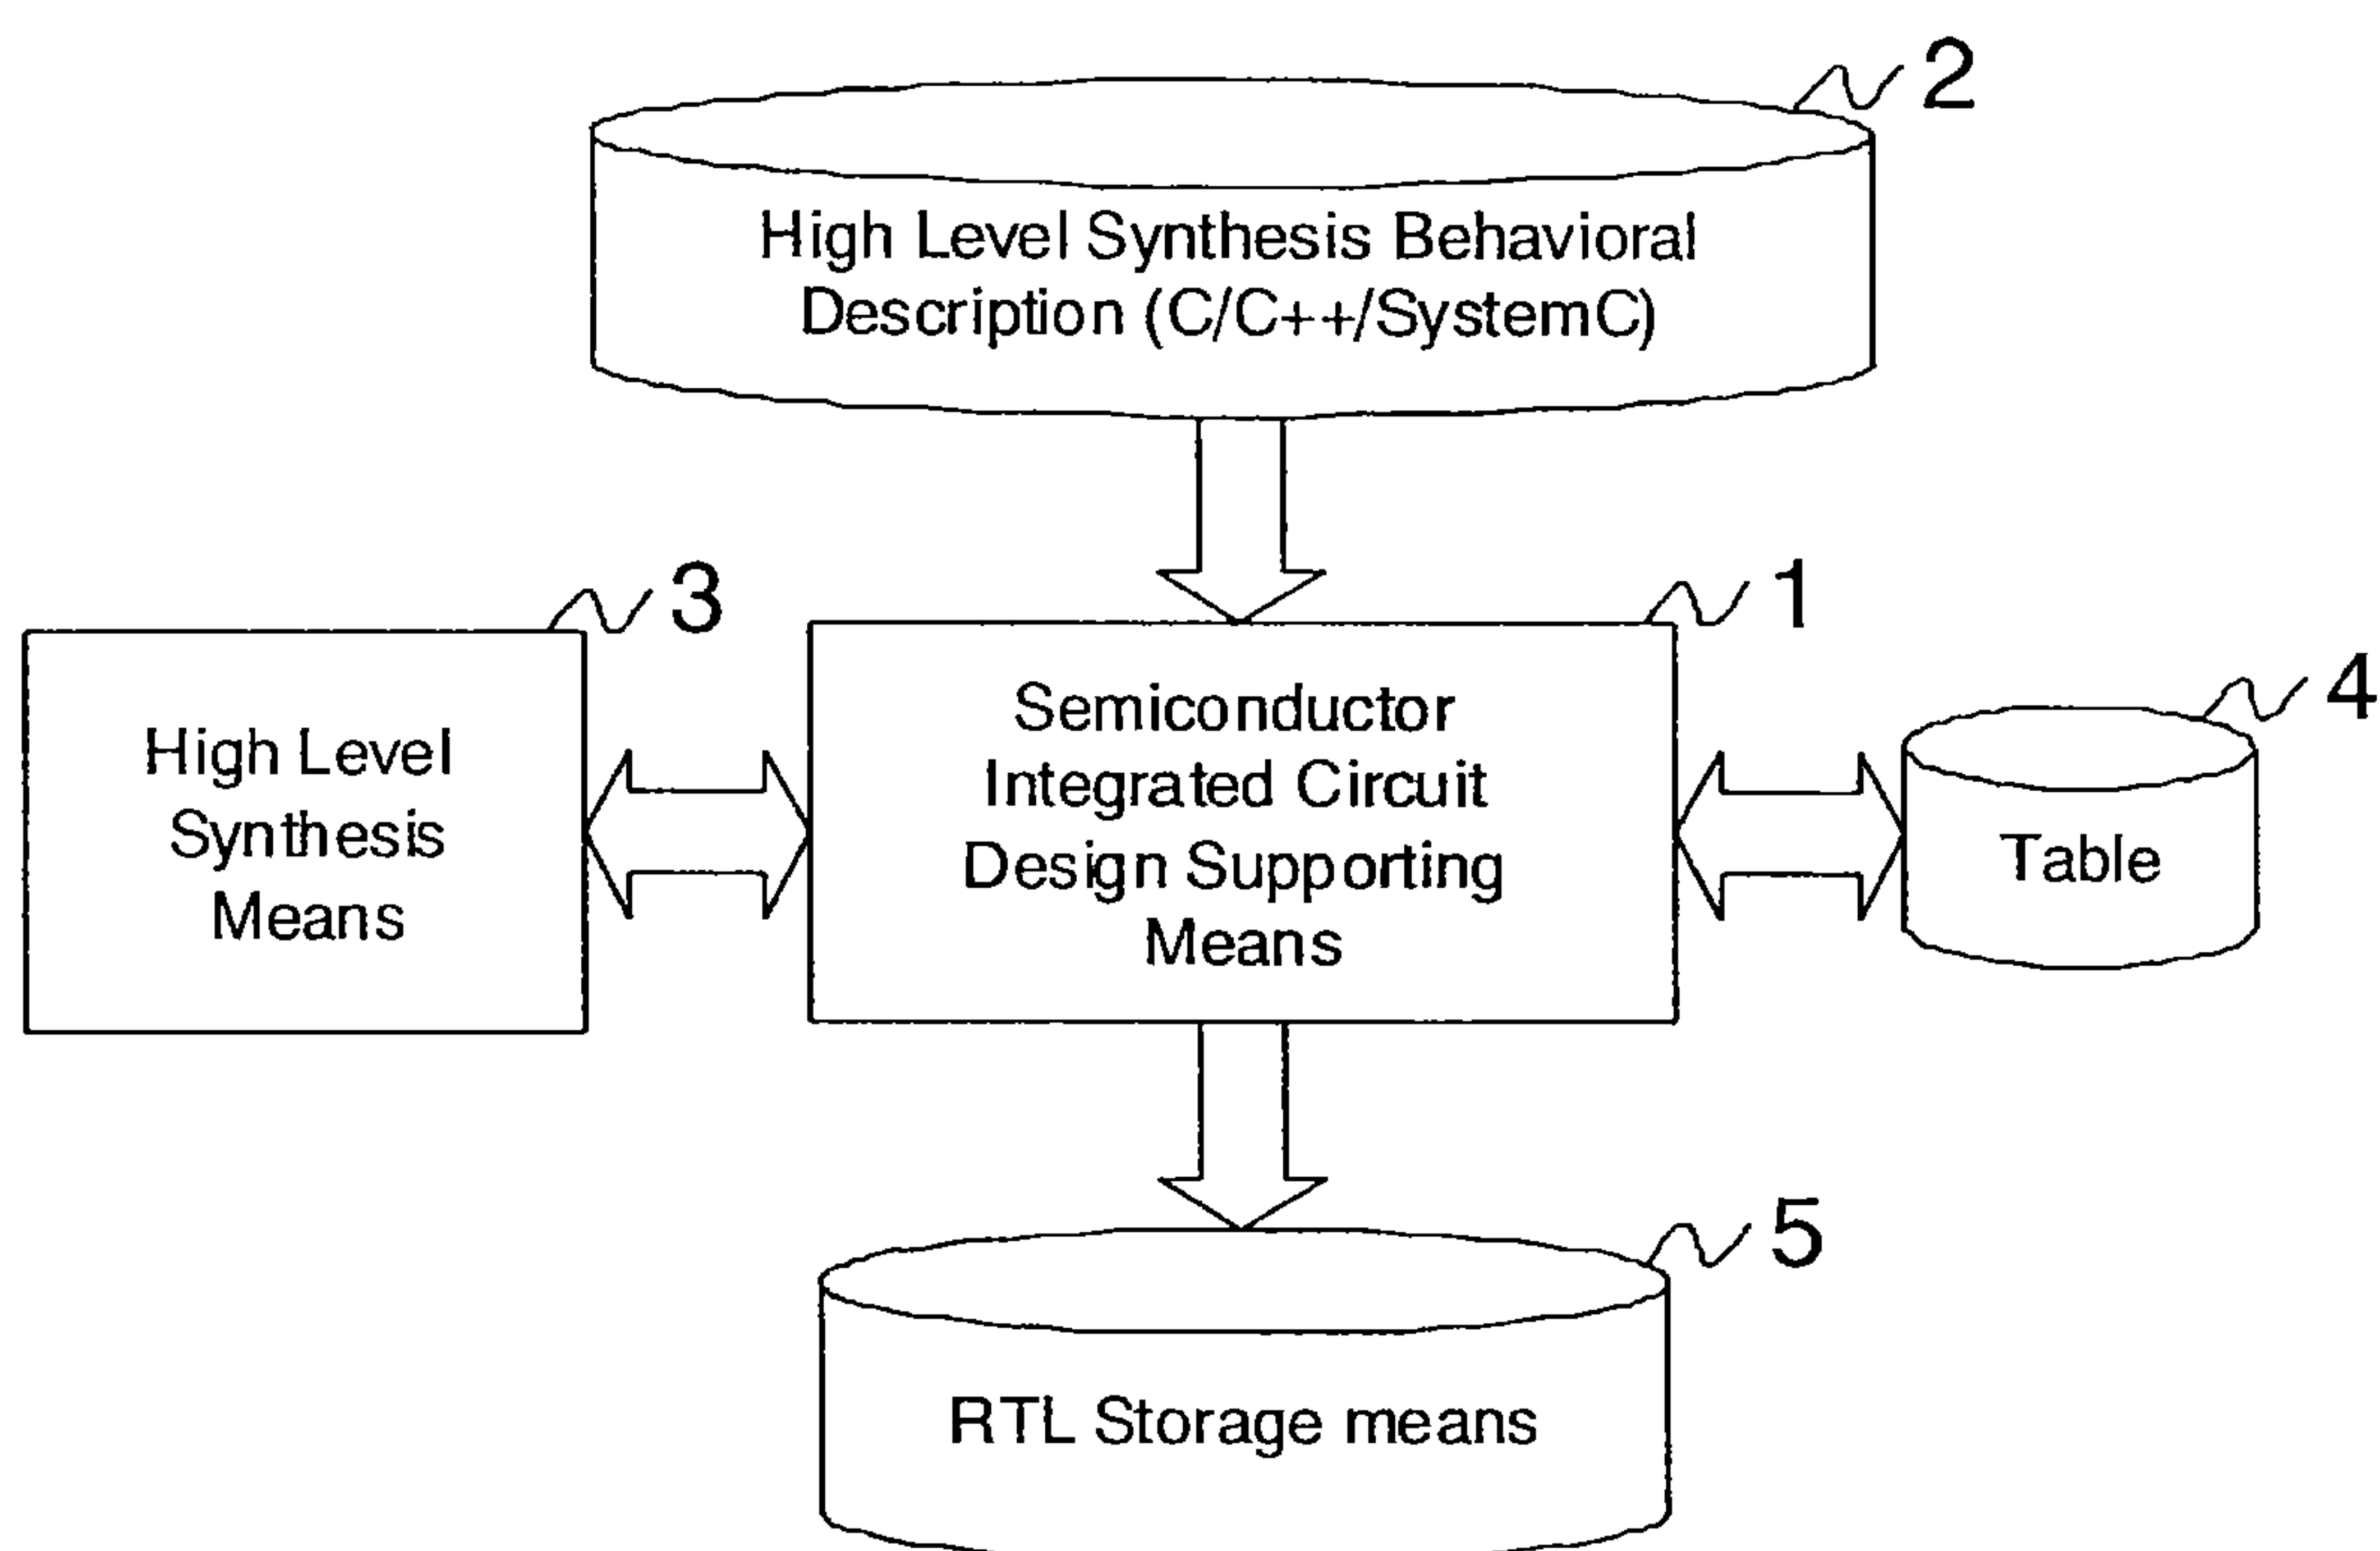 2
High Level Synthesis Behavioral
Description (C/C++/SystemC)
3
1
4
High Level
Synthesis
Means
Semiconductor
Integrated Circuit
Design Supporting
Means
Table
5
RTL Storage means